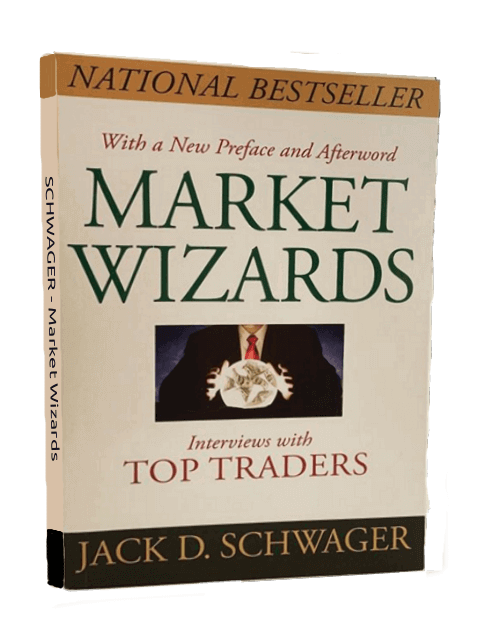 NATIONAL BESTSELLER
With a New Preface and Afterword
MARKET
WIZARDS
Interviews with
TOP TRADERS
JACK D. SCHWAGER
SCHWAGER - Market Wizards